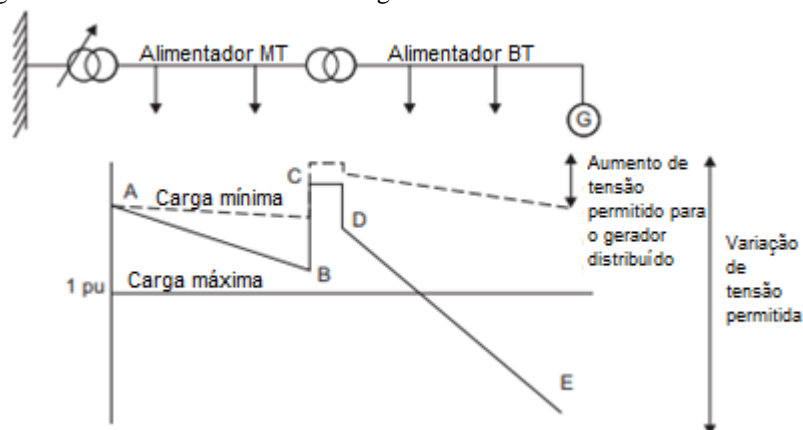 Alimentador MT
Alimentador BT
G
A
Carga mínima
C
D
B
1 pu
Carga máxima
E
Aumento de
tensão
permitido para
o gerador
distribuído
Variação
de
tensão
permitida